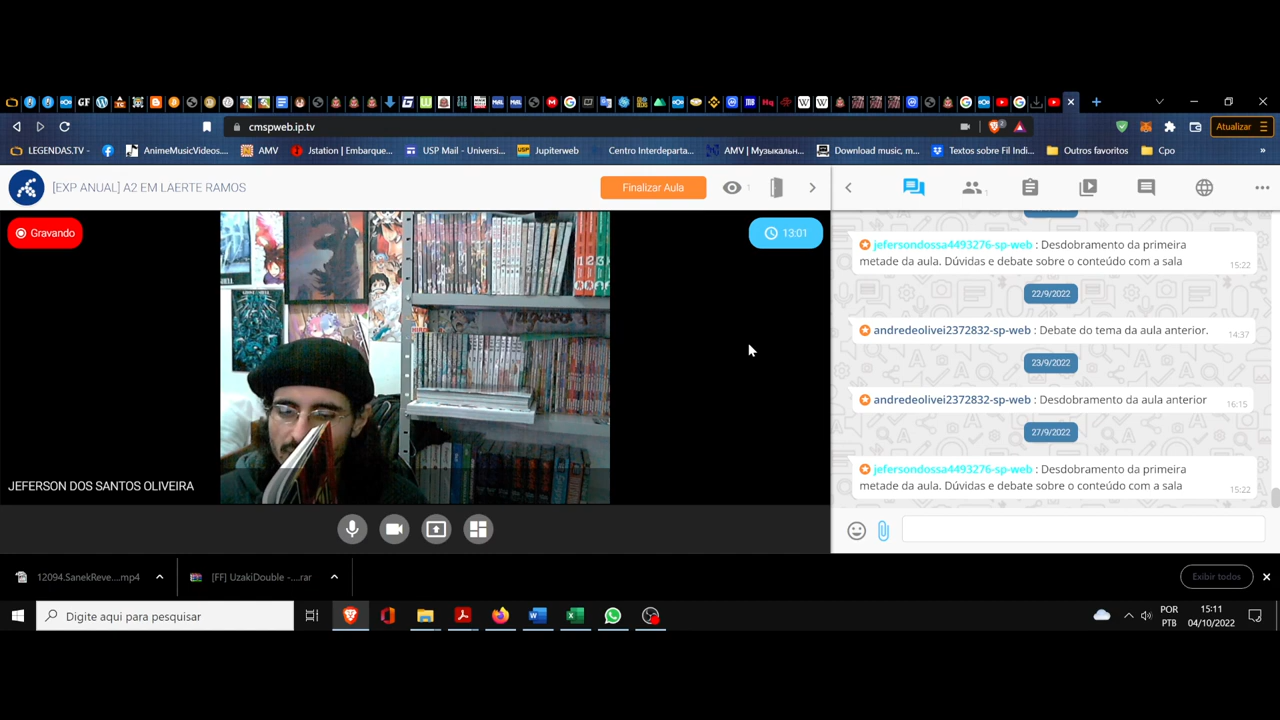 cmspweb.ip.tv
Atualizar
LEGENDAS.TV -
AnimeMusicVideos....
AMV
Jstation | Embarque...
USP Mail - Universi...
Jupiterweb
Centro Interdeparta...
AMV | Музыкальн...
Download music, m...
Textos sobre Fil Indi...
Outros favoritos
Cpo
»
[EXP ANUAL] A2 EM LAERTE RAMOS
Finalizar Aula
1
1
Gravando
13:01
JEFERSON DOS SANTOS OLIVEIRA
jefersondossa4493276-sp-web : Desdobramento da primeira
metade da aula. Dúvidas e debate sobre o conteúdo com a sala
15:22
22/9/2022
andredeolivei2372832-sp-web : Debate do tema da aula anterior.
14:37
23/9/2022
andredeolivei2372832-sp-web : Desdobramento da aula anterior
16:15
27/9/2022
jefersondossa4493276-sp-web : Desdobramento da primeira
metade da aula. Dúvidas e debate sobre o conteúdo com a sala
15:22
12094.SanekReve....mp4
[FF] UzakiDouble -....rar
Exibir todos
Digite aqui para pesquisar
POR
PTB
15:11
04/10/2022